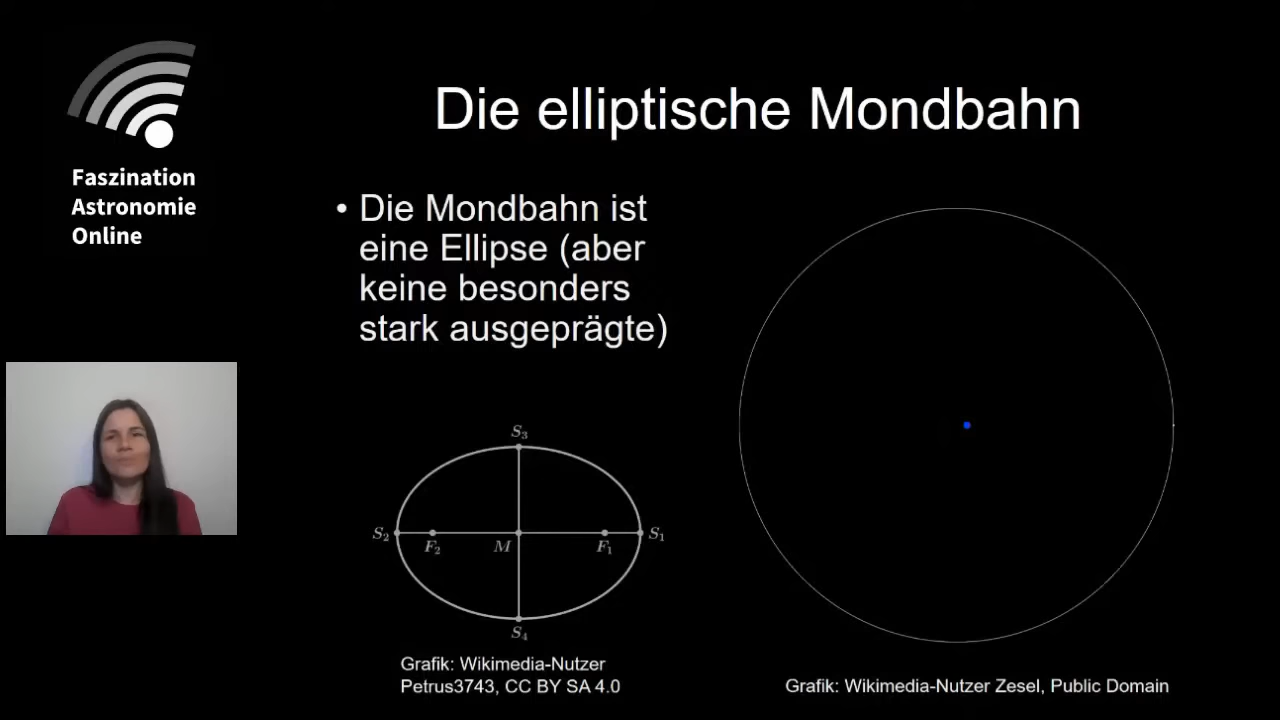 Faszination
Astronomie
Online
Die elliptische Mondbahn
• Die Mondbahn ist
eine Ellipse (aber
keine besonders
stark ausgeprägte)
S₃
S₂
F₂
M
F₁
S₁
S₄
Grafik: Wikimedia-Nutzer
Petrus3743, CC BY SA 4.0
Grafik: Wikimedia-Nutzer Zesel, Public Domain